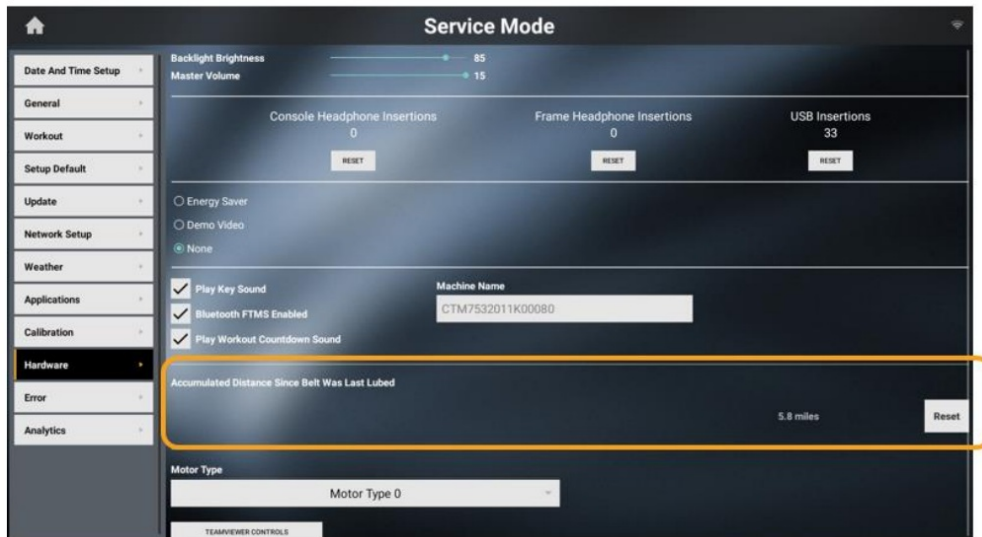 Service Mode
Date And Time Setup
General
Workout
Setup Default
Update
Network Setup
Weather
Applications
Calibration
Hardware
Error
Analytics
Backlight Brightness 85
Master Volume 15
Console Headphone Insertions Frame Headphone Insertions USB Insertions
0 0 33
RESET RESET RESET
Energy Saver
Demo Video
None
Play Key Sound
Bluetooth FTMS Enabled
Play Workout Countdown Sound
Machine Name
CTM7532011K00080
Accumulated Distance Since Belt Was Last Lubed
5.8 miles Reset
Motor Type
Motor Type 0
TEAMVIEWER CONTROLS